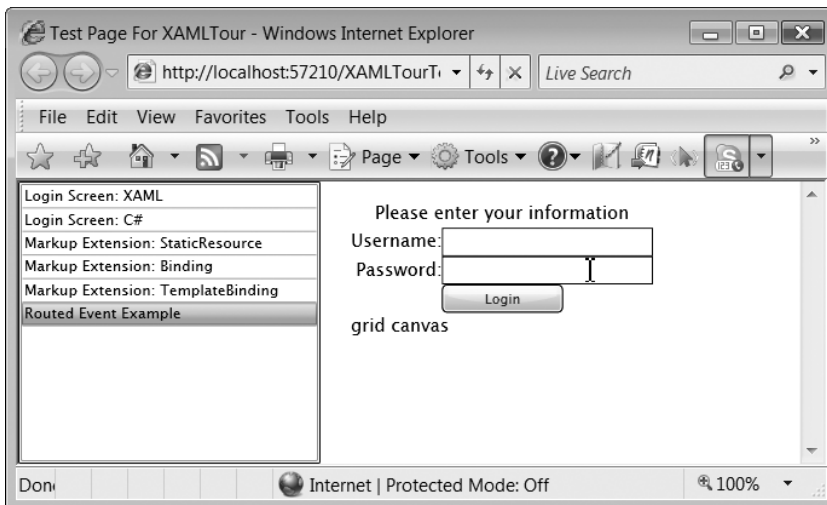 Test Page For XAMLTour - Windows Internet Explorer
http://localhost:57210/XAMLTourT
Live Search
File Edit View Favorites Tools Help
Page Tools
Login Screen: XAML
Login Screen: C#
Markup Extension: StaticResource
Markup Extension: Binding
Markup Extension: TemplateBinding
Routed Event Example
Please enter your information
Username:
Password:
Login
grid canvas
Internet | Protected Mode: Off
100%